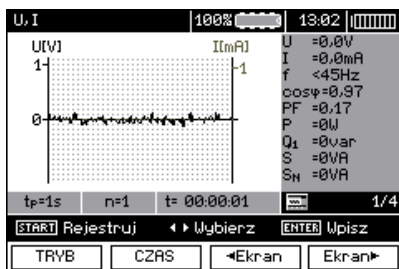 U,I 100% 13:02
U[V] I[mA]
1 1
0
U =0,0V
I =0,0mA
f <45Hz
cosφ=0,97
PF =0,17
P =0W
Q₁ =0var
S =0VA
Sɴ =0VA
tₚ=1s n=1 t= 00:00:01 1/4
START Rejestruj ◄ ► Wybierz ENTER Wpisz
TRYB CZAS ◄Ekran Ekran►